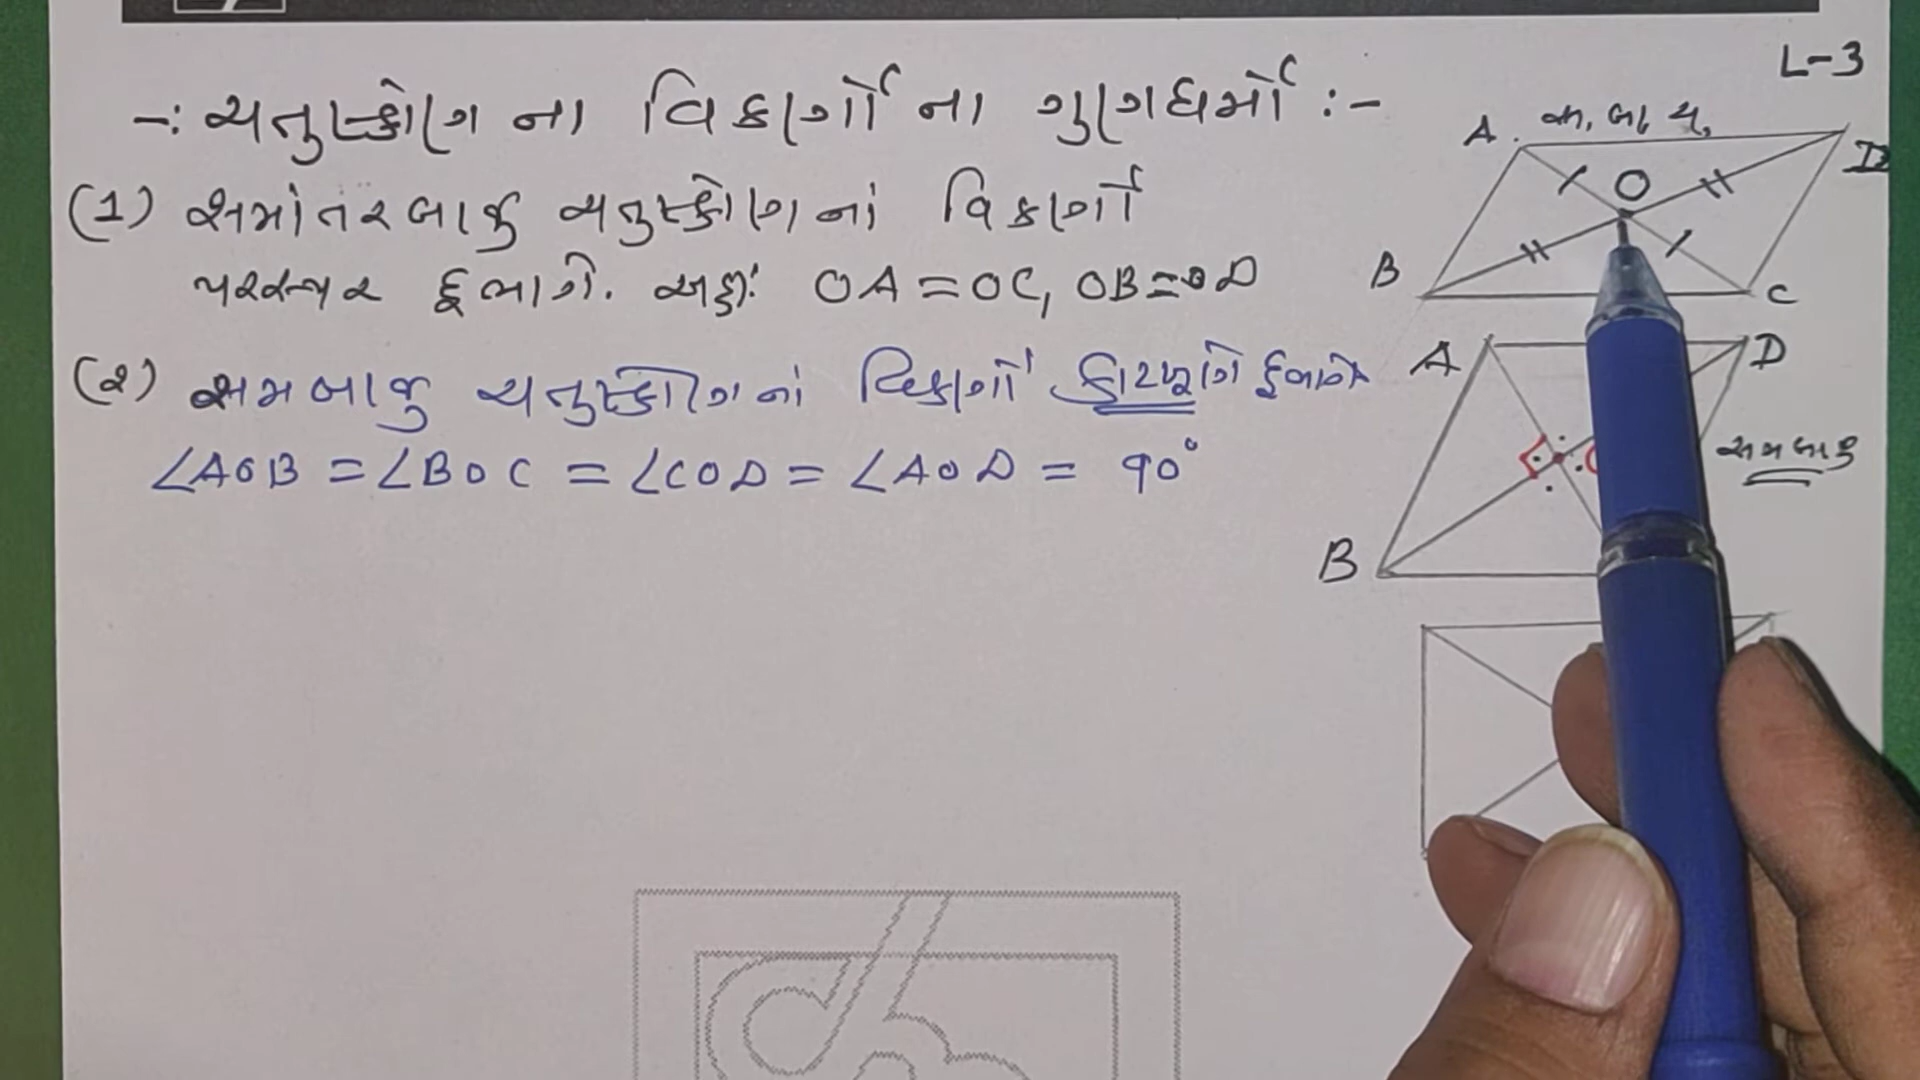 L-3
-: ચતુષ્કોણ ના વિકર્ણો ના ગુણધર્મો :-
(1) સમાંતરબાજુ ચતુષ્કોણનાં વિકર્ણો
પરસ્પર દુભાગે. અહીં OA = OC, OB = OD
(૨) સમબાજુ ચતુષ્કોણનાં વિકર્ણો કાટખૂણે દુભાગે
∠AOB = ∠BOC = ∠COD = ∠AOD = 90°
A સ, બા, ચ,
D
O
B
C
A
D
સમબાજુ
B